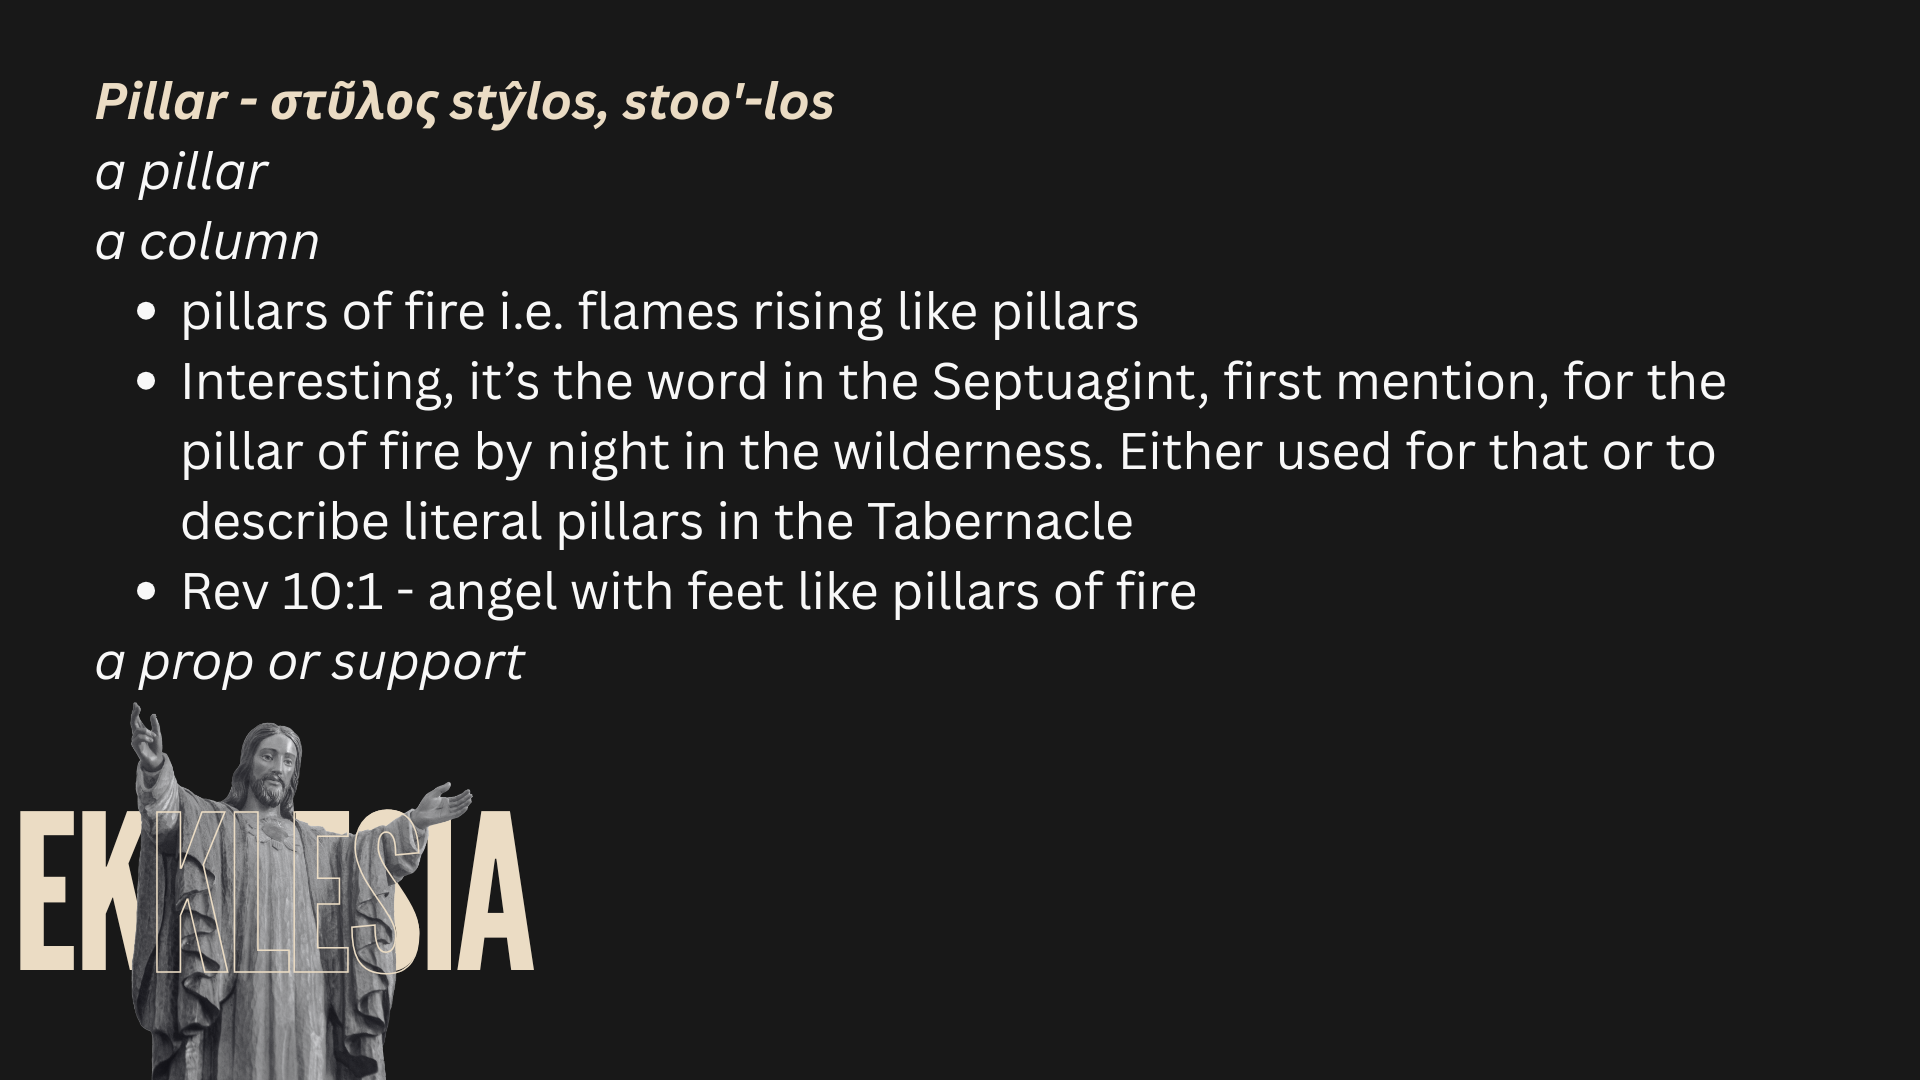 Pillar - στῦλος stŷlos, stoo'-los
a pillar
a column
• pillars of fire i.e. flames rising like pillars
• Interesting, it’s the word in the Septuagint, first mention, for the
pillar of fire by night in the wilderness. Either used for that or to
describe literal pillars in the Tabernacle
• Rev 10:1 - angel with feet like pillars of fire
a prop or support
EKKLESIA